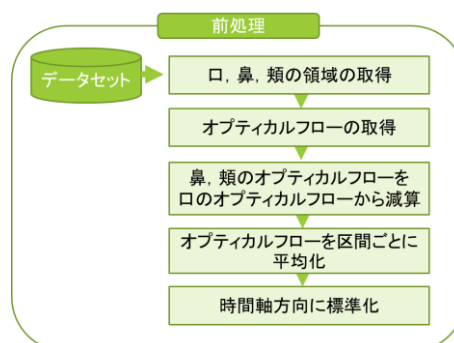 前処理
データセット
口, 鼻, 頬の領域の取得
オプティカルフローの取得
鼻, 頬のオプティカルフローを
口のオプティカルフローから減算
オプティカルフローを区間ごとに
平均化
時間軸方向に標準化